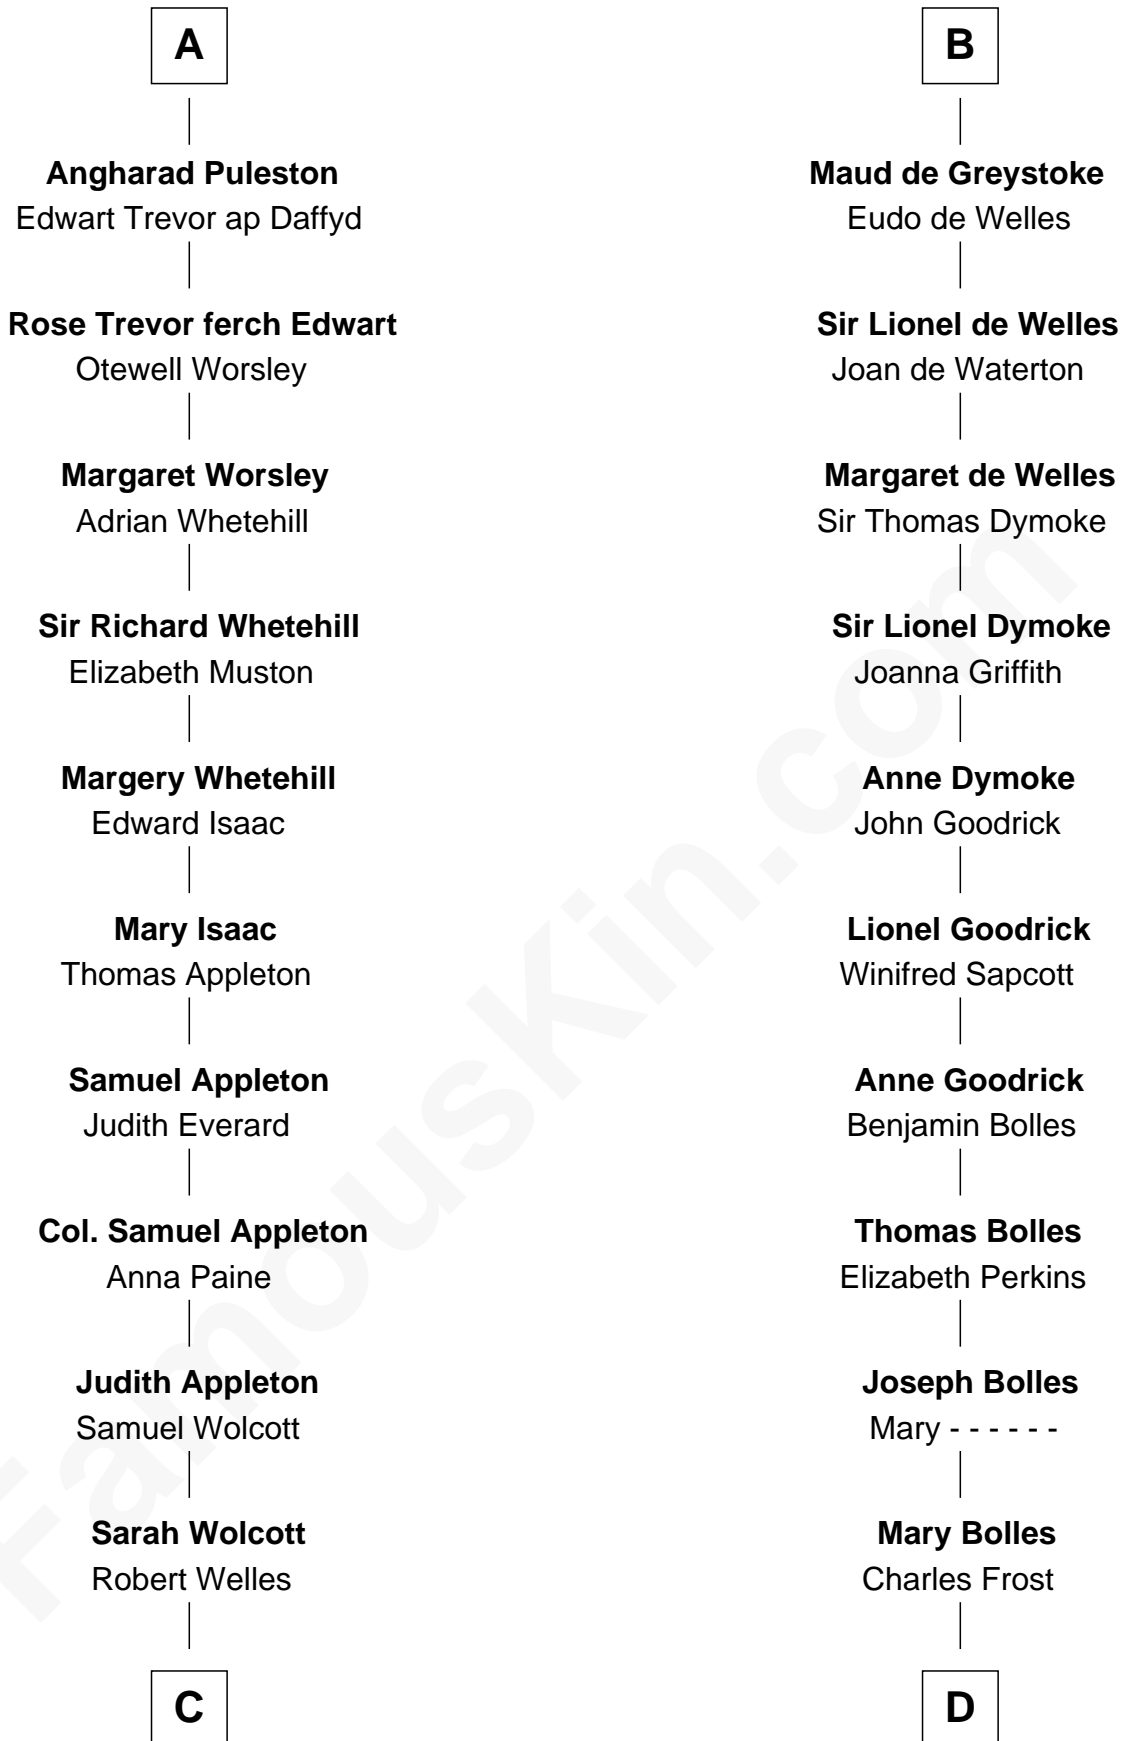 A
Angharad Puleston
Edwart Trevor ap Daffyd
Rose Trevor ferch Edwart
Otewell Worsley
Margaret Worsley
Adrian Whetehill
Sir Richard Whetehill
Elizabeth Muston
Margery Whetehill
Edward Isaac
Mary Isaac
Thomas Appleton
Samuel Appleton
Judith Everard
Col. Samuel Appleton
Anna Paine
Judith Appleton
Samuel Wolcott
Sarah Wolcott
Robert Welles
C
B
Maud de Greystoke
Eudo de Welles
Sir Lionel de Welles
Joan de Waterton
Margaret de Welles
Sir Thomas Dymoke
Sir Lionel Dymoke
Joanna Griffith
Anne Dymoke
John Goodrick
Lionel Goodrick
Winifred Sapcott
Anne Goodrick
Benjamin Bolles
Thomas Bolles
Elizabeth Perkins
Joseph Bolles
Mary - - - - - -
Mary Bolles
Charles Frost
D
FamousKin.com